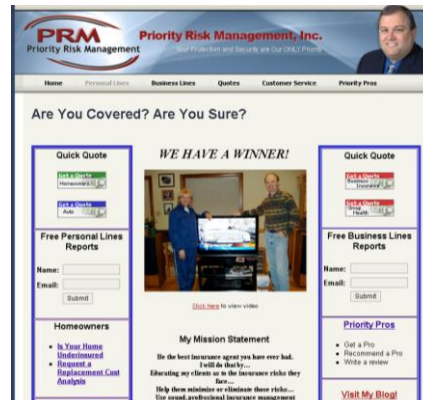 PRM
Priority Risk Management
Priority Risk Management, Inc.
Your Protection and Security are Our ONLY Priority
Home
Personal Lines
Business Lines
Quotes
Customer Service
Priority Pros
Are You Covered? Are You Sure?
Quick Quote
Get a Quote
Homeowners
Get a Quote
Auto
Free Personal Lines
Reports
Name:
Email:
Submit
Homeowners
Is Your Home
Underinsured
Request a
Replacement Cost
Analysis
WE HAVE A WINNER!
Click here to view video
My Mission Statement
Be the best insurance agent you have ever had.
I will do that by...
Educating my clients as to the insurance risks they
face...
Help them minimize or eliminate those risks...
Use sound, professional insurance management
Quick Quote
Get a Quote
Business
Insurance
Get a Quote
Group
Health
Free Business Lines
Reports
Name:
Email:
Submit
Priority Pros
Get a Pro
Recommend a Pro
Write a review
Visit My Blog!